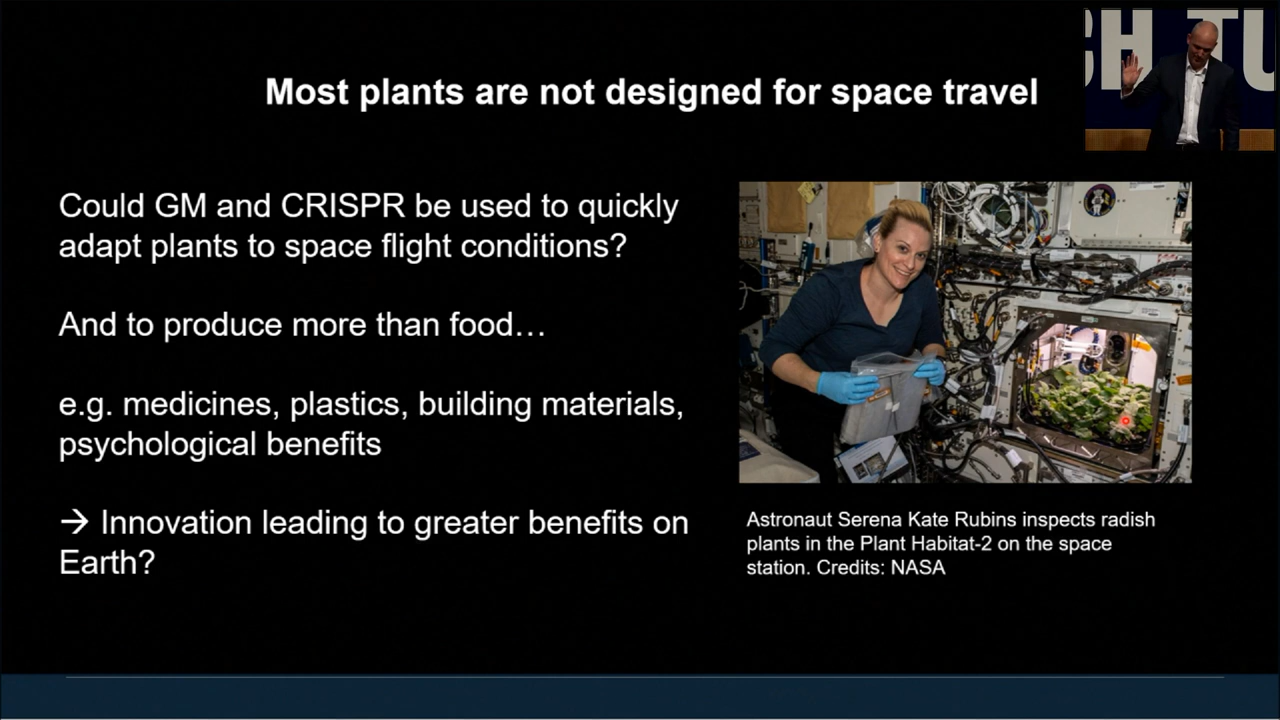 CH TU
Most plants are not designed for space travel
Could GM and CRISPR be used to quickly
adapt plants to space flight conditions?
And to produce more than food…
e.g. medicines, plastics, building materials,
psychological benefits
→ Innovation leading to greater benefits on
Earth?
Astronaut Serena Kate Rubins inspects radish
plants in the Plant Habitat-2 on the space
station. Credits: NASA